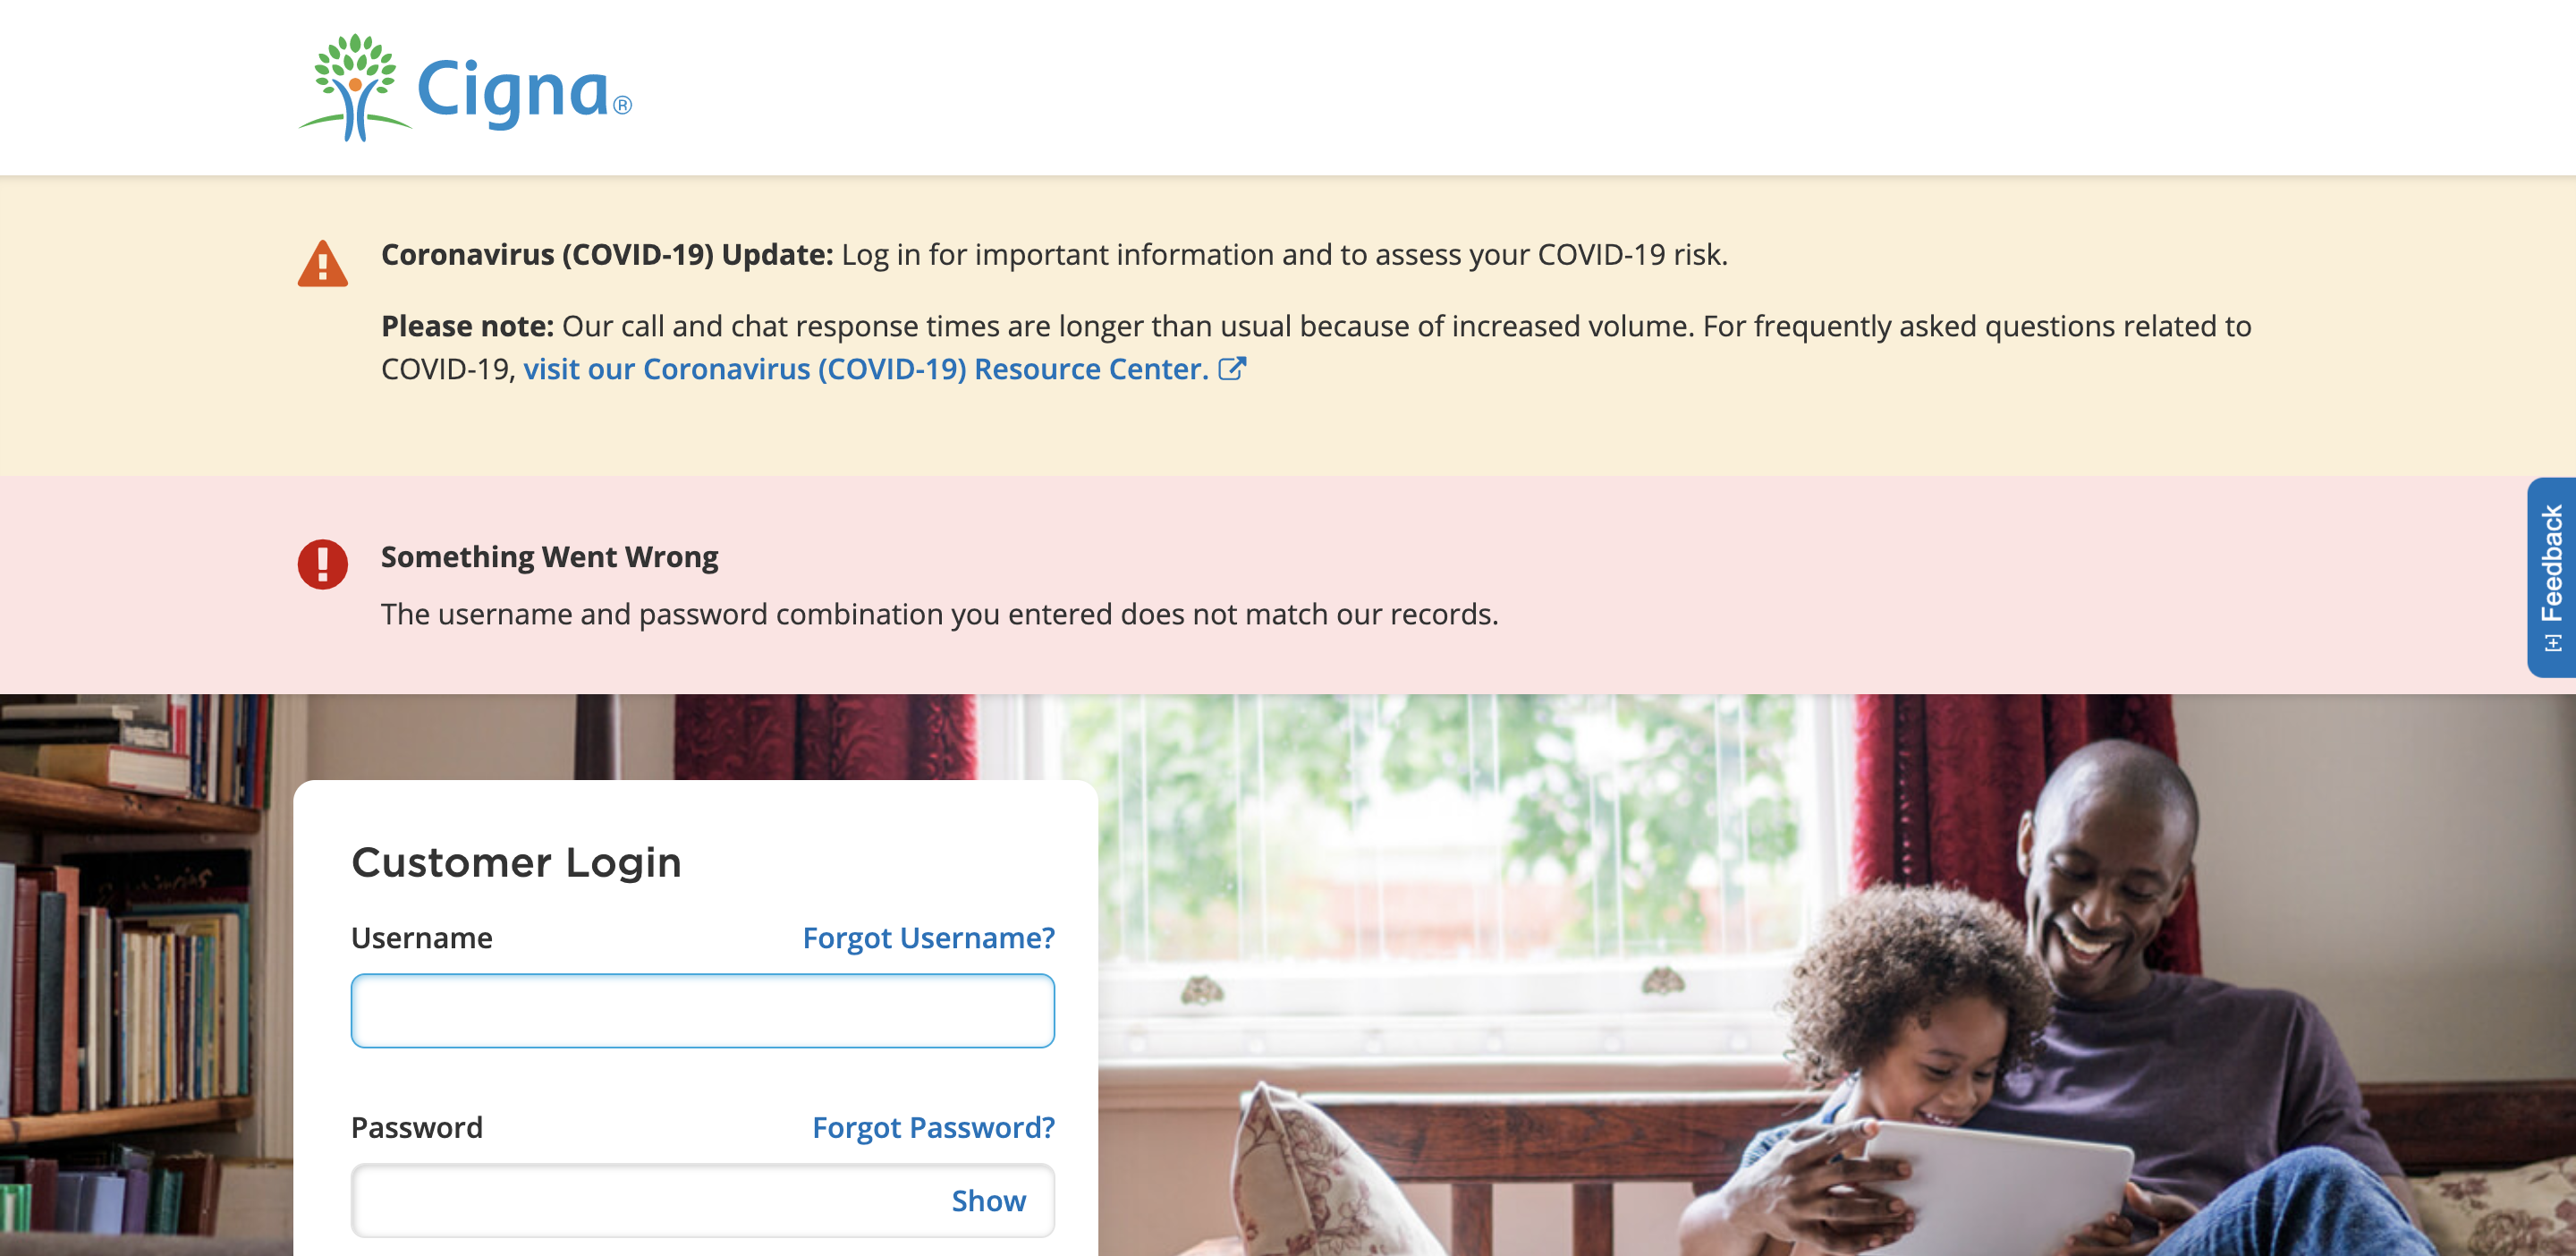 Cigna®
Coronavirus (COVID-19) Update: Log in for important information and to assess your COVID-19 risk.
Please note: Our call and chat response times are longer than usual because of increased volume. For frequently asked questions related to
COVID-19, visit our Coronavirus (COVID-19) Resource Center.
Something Went Wrong
The username and password combination you entered does not match our records.
[+] Feedback
Customer Login
Username
Forgot Username?
Password
Forgot Password?
Show